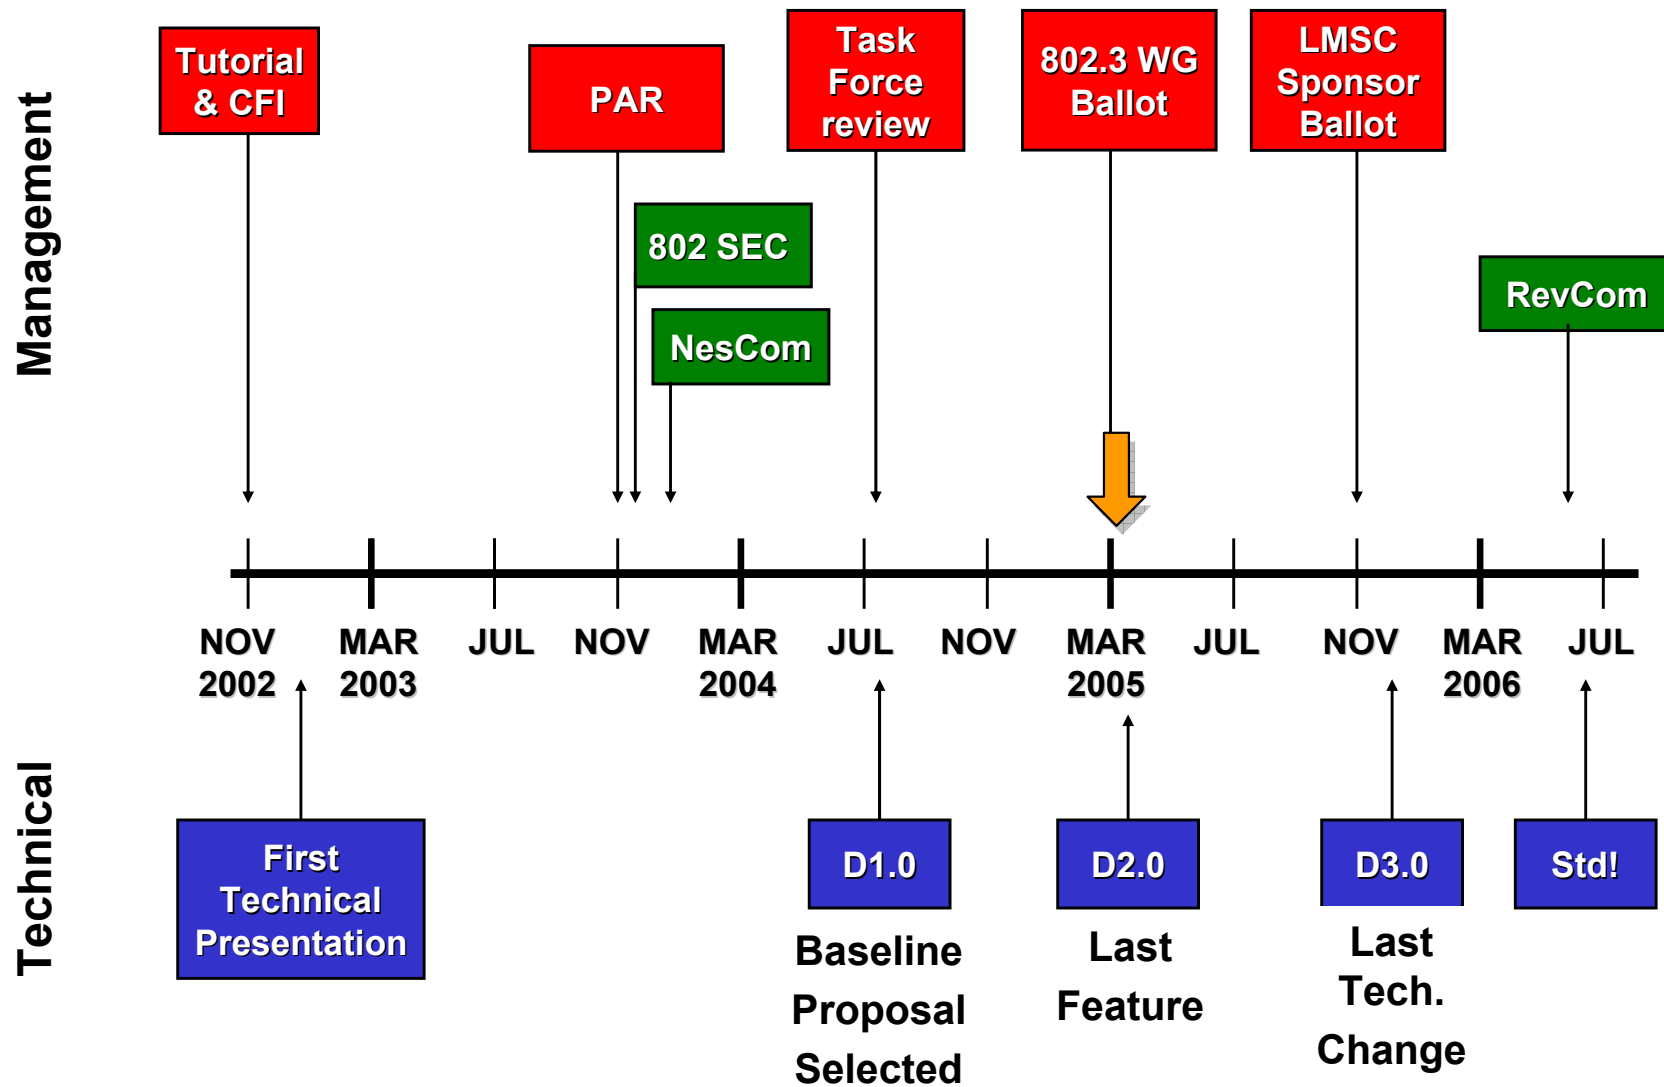 Management
Tutorial
& CFI
PAR
Task
Force
review
802.3 WG
Ballot
LMSC
Sponsor
Ballot
802 SEC
NesCom
RevCom
NOV
2002
MAR
2003
JUL
NOV
MAR
2004
JUL
NOV
MAR
2005
JUL
NOV
MAR
2006
JUL
Technical
First
Technical
Presentation
D1.0
Baseline
Proposal
Selected
D2.0
Last
Feature
D3.0
Last
Tech.
Change
Std!